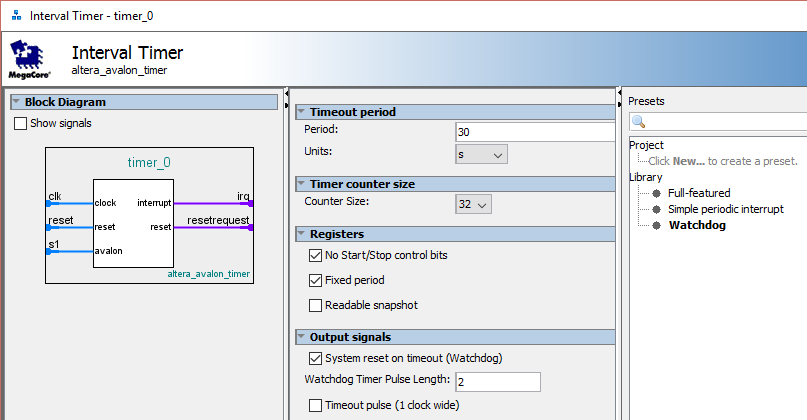 Interval Timer - timer_0
Interval Timer
altera_avalon_timer
MegaCore®
Block Diagram
Show signals
timer_0
clk
clock
interrupt
irq
reset
reset
reset
resetrequest
s1
avalon
altera_avalon_timer
Timeout period
Period:
30
Units:
s
Timer counter size
Counter Size:
32
Registers
No Start/Stop control bits
Fixed period
Readable snapshot
Output signals
System reset on timeout (Watchdog)
Watchdog Timer Pulse Length:
2
Timeout pulse (1 clock wide)
Presets
Project
Click New... to create a preset.
Library
Full-featured
Simple periodic interrupt
Watchdog